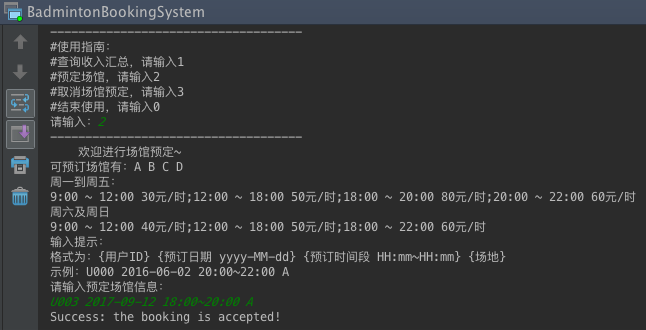 BadmintonBookingSystem
------------------------------------
#使用指南:
#查询收入汇总，请输入1
#预定场馆，请输入2
#取消场馆预定，请输入3
#结束使用，请输入0
请输入：2
------------------------------------
欢迎进行场馆预定~
可预订场馆有：A B C D
周一到周五：
9:00 ~ 12:00 30元/时;12:00 ~ 18:00 50元/时;18:00 ~ 20:00 80元/时;20:00 ~ 22:00 60元/时
周六及周日
9:00 ~ 12:00 40元/时;12:00 ~ 18:00 50元/时;18:00 ~ 22:00 60元/时
输入提示：
格式为：{用户ID} {预订日期 yyyy-MM-dd} {预订时间段 HH:mm~HH:mm} {场地}
示例：U000 2016-06-02 20:00~22:00 A
请输入预定场馆信息：
U003 2017-09-12 18:00~20:00 A
Success: the booking is accepted!